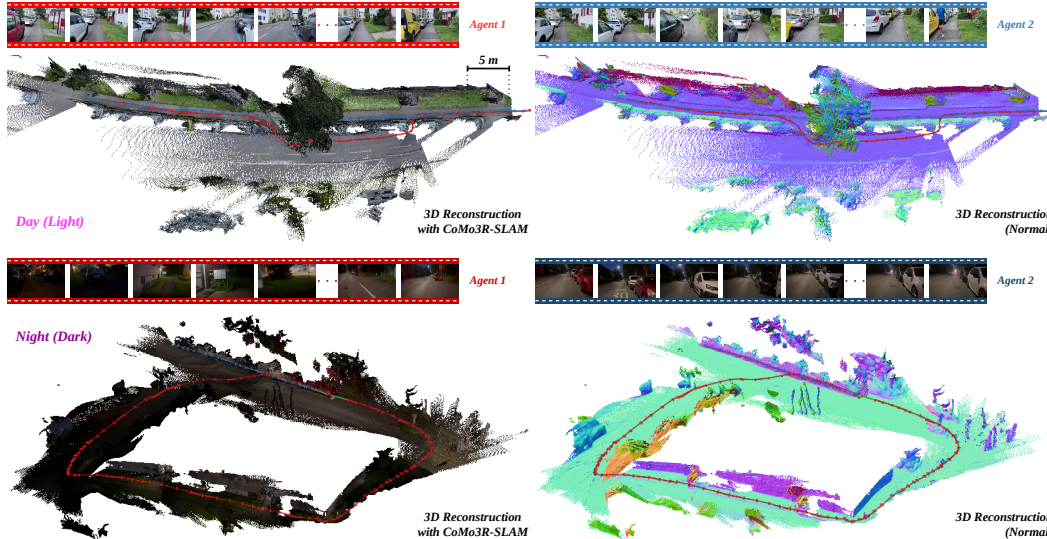 Agent 1
Agent 2
5 m
Day (Light)
3D Reconstruction
with CoMo3R-SLAM
3D Reconstruction
(Normal
Agent 1
Agent 2
Night (Dark)
3D Reconstruction
with CoMo3R-SLAM
3D Reconstruction
(Normal